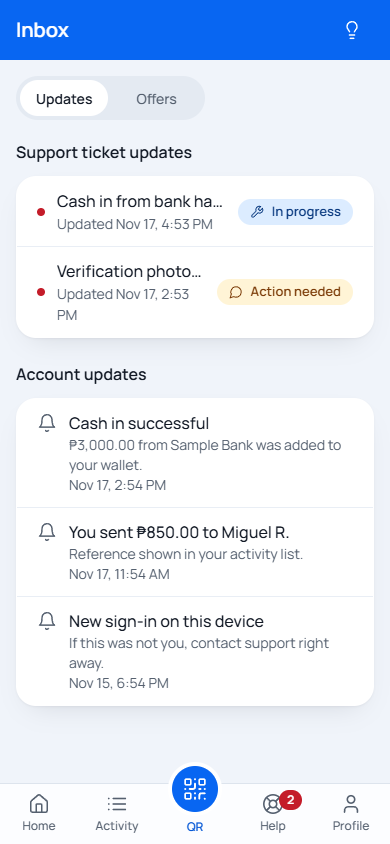 Inbox
Updates
Offers
Support ticket updates
Cash in from bank ha...
Updated Nov 17, 4:53 PM
In progress
Verification photo...
Updated Nov 17, 2:53
PM
Action needed
Account updates
Cash in successful
₱3,000.00 from Sample Bank was added to
your wallet.
Nov 17, 2:54 PM
You sent ₱850.00 to Miguel R.
Reference shown in your activity list.
Nov 17, 11:54 AM
New sign-in on this device
If this was not you, contact support right
away.
Nov 15, 6:54 PM
Home
Activity
QR
2
Help
Profile